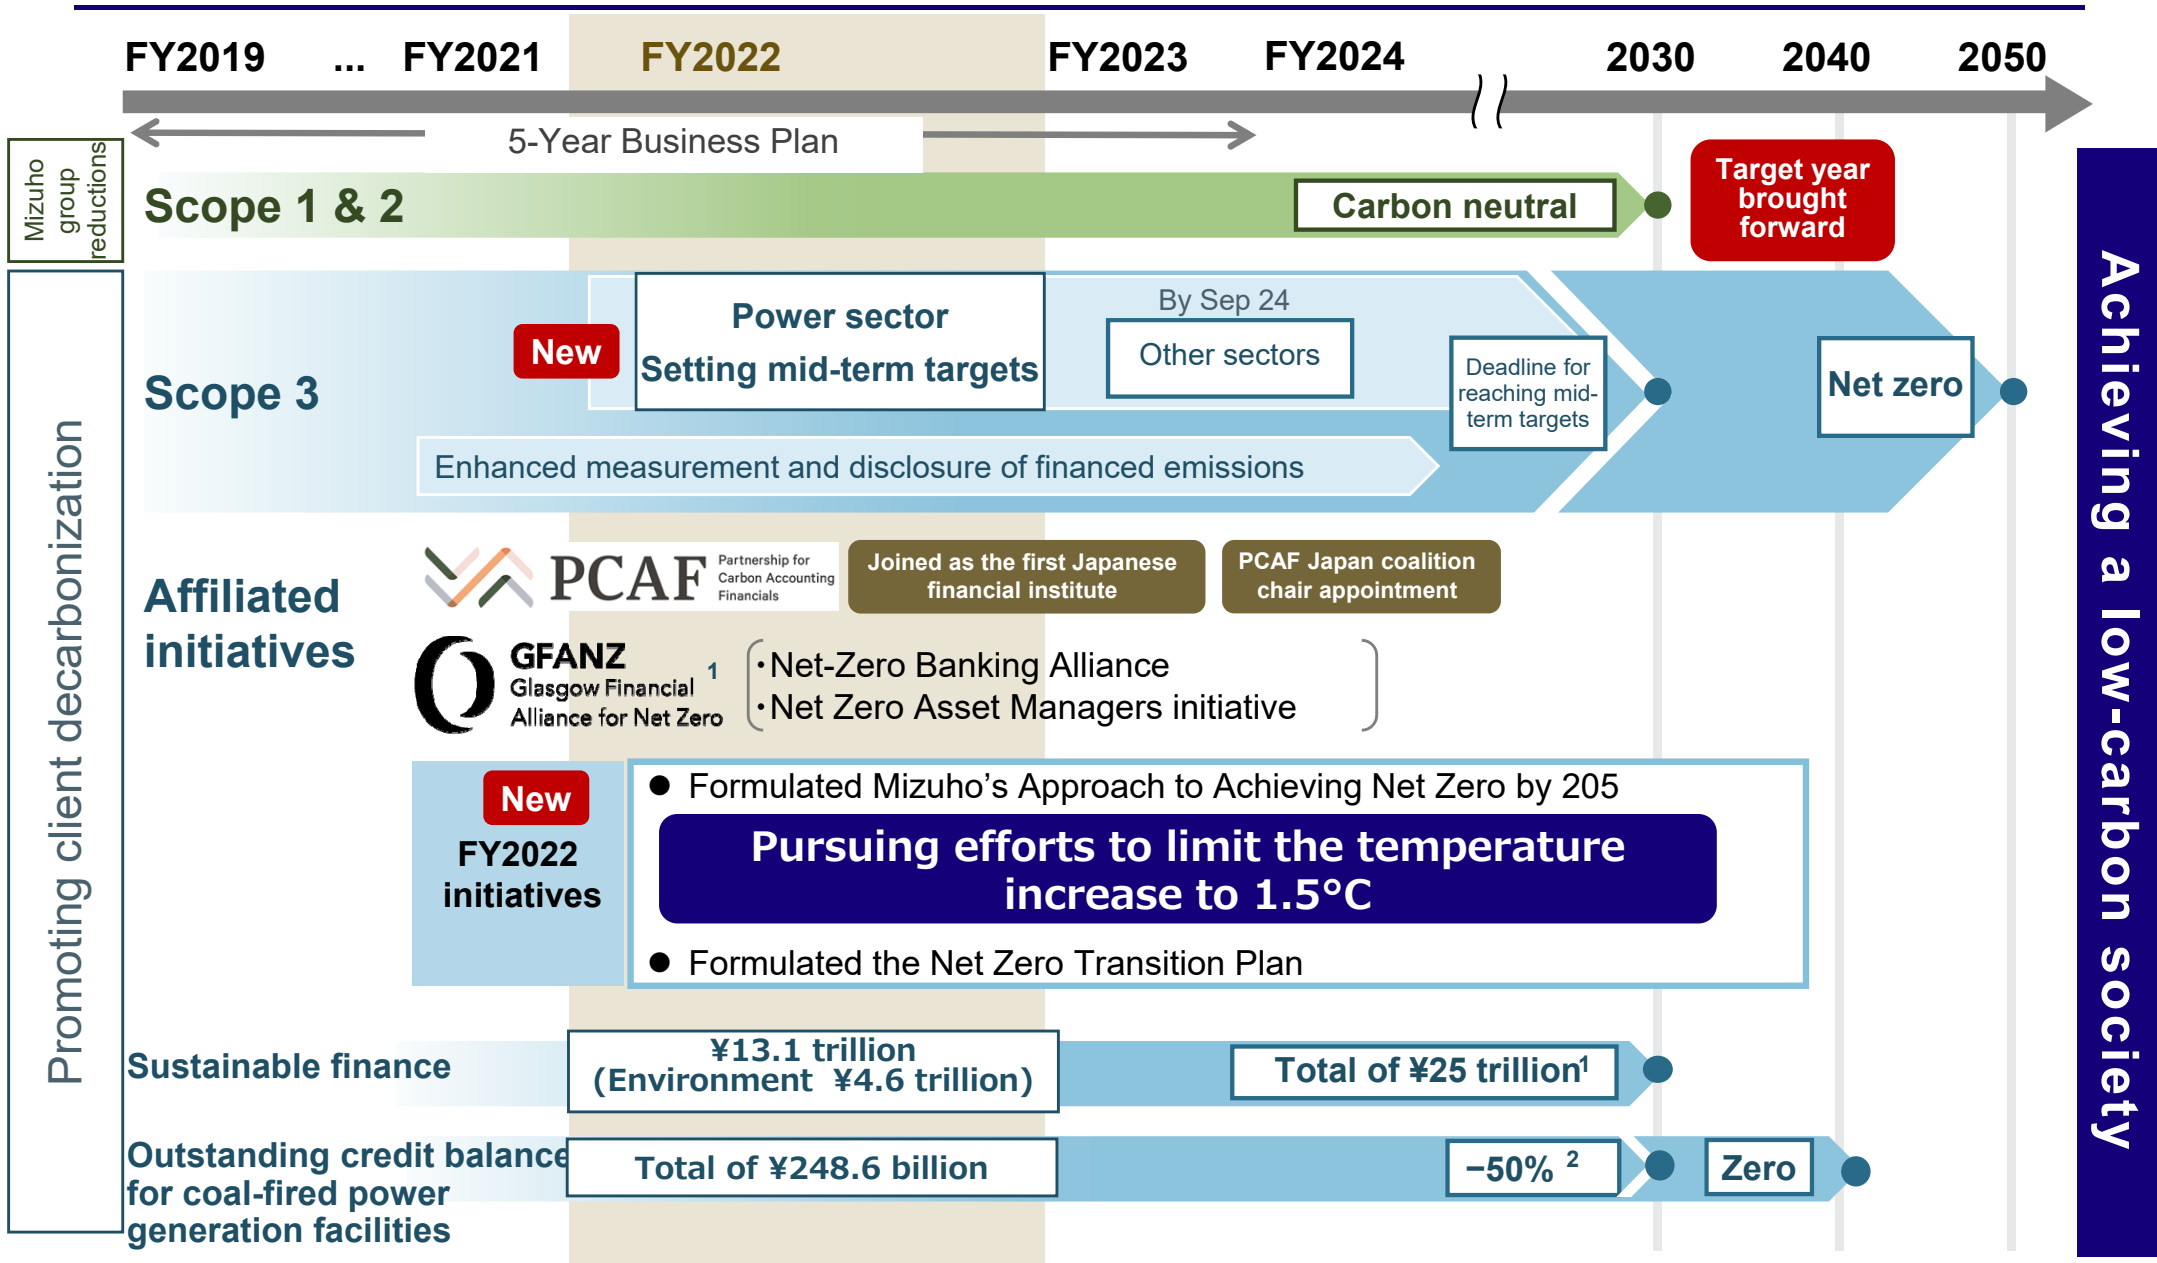 FY2019 ... FY2021 FY2022 FY2023 FY2024 2030 2040 2050
5-Year Business Plan
Mizuho
group
reductions
Scope 1 & 2
Carbon neutral
Target year
brought
forward
Promoting client decarbonization
Scope 3
New
Power sector
Setting mid-term targets
By Sep 24
Other sectors
Deadline for
reaching mid-
term targets
Net zero
Enhanced measurement and disclosure of financed emissions
Affiliated
initiatives
PCAF
Partnership for
Carbon Accounting
Financials
Joined as the first Japanese
financial institute
PCAF Japan coalition
chair appointment
GFANZ
Glasgow Financial
Alliance for Net Zero
1
・Net-Zero Banking Alliance
・Net Zero Asset Managers initiative
New
FY2022
initiatives
● Formulated Mizuho’s Approach to Achieving Net Zero by 205
Pursuing efforts to limit the temperature
increase to 1.5°C
● Formulated the Net Zero Transition Plan
Sustainable finance
¥13.1 trillion
(Environment ¥4.6 trillion)
Total of ¥25 trillion¹
Outstanding credit balance
for coal-fired power
generation facilities
Total of ¥248.6 billion
−50% ²
Zero
Achieving a low-carbon society